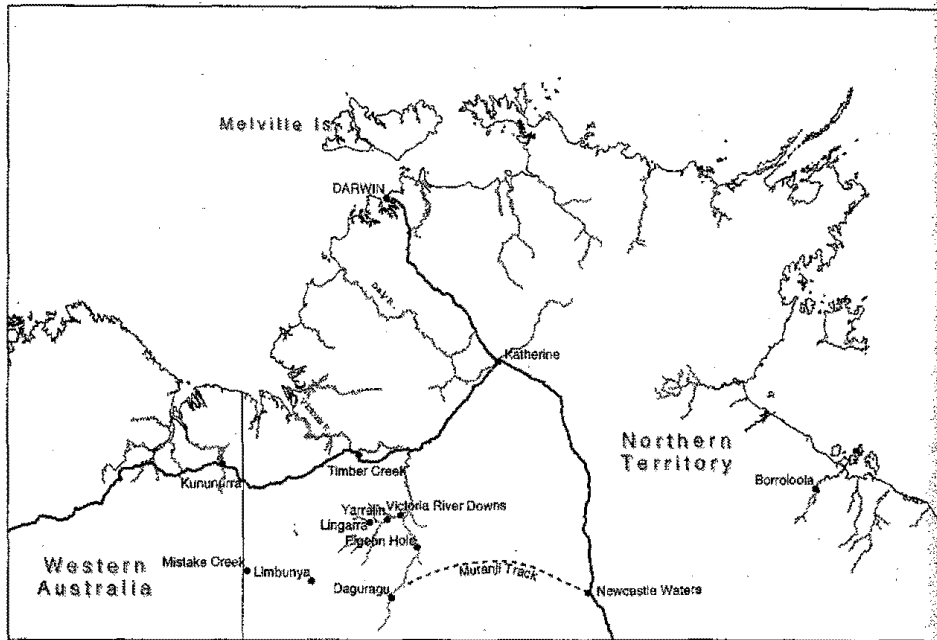 Melville Is.
DARWIN
Daly R.
Katherine
Northern
Territory
Timber Creek
Kununurra
Borroloola
Yarralin
Victoria River Downs
Lingarra
Pigeon Hole
Western
Australia
Mistake Creek
Limbunya
Murranji Track
Daguragu
Newcastle Waters